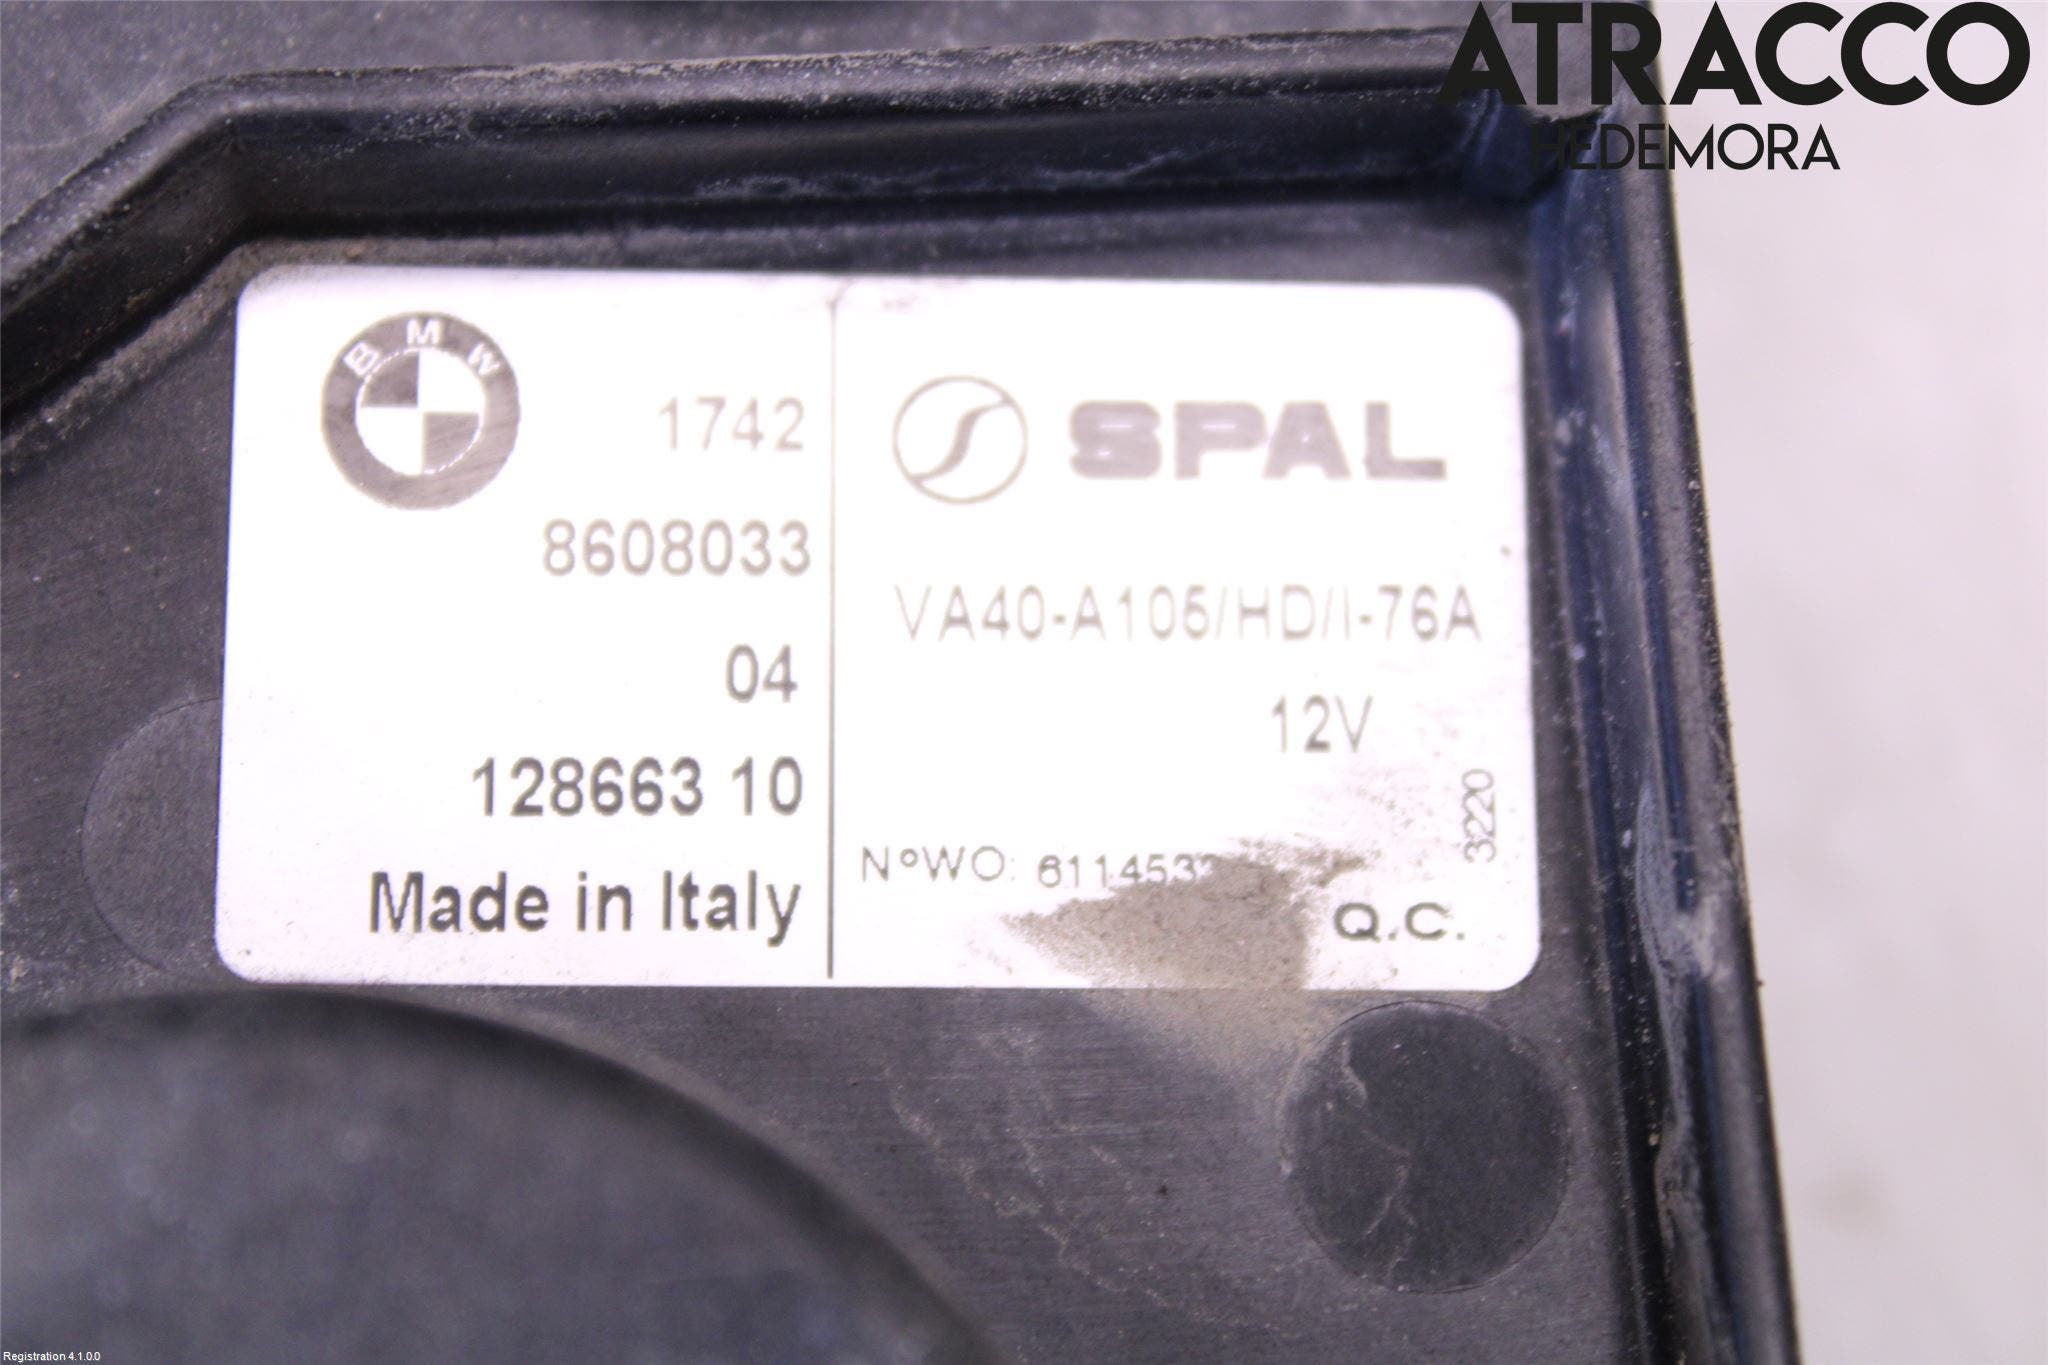 ATRACCO
HEDEMORA
BMW
1742
8608033
04
128663 10
Made in Italy
SPAL
VA40-A105/HD/I-76A
12V
3220
N°WO:
Q.C.
Registration 4.1.0.0